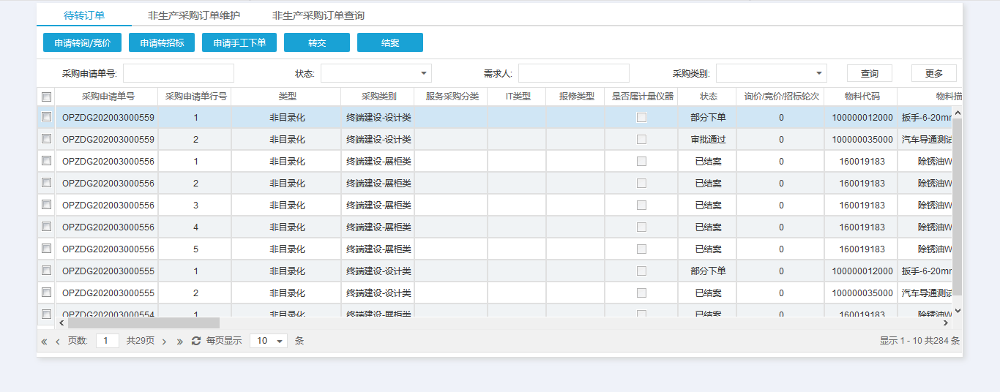 待转订单 非生产采购订单维护 非生产采购订单查询
申请转询/竞价 申请转招标 申请手工下单 转交 结案
采购申请单号: 状态: 需求人: 采购类别: 查询 更多
采购申请单号 采购申请单行号 类型 采购类别 服务采购分类 IT类型 报修类型 是否属计量仪器 状态 询价/竞价/招标轮次 物料代码 物料描
OPZDG202003000559 1 非目录化 终端建设-设计类 部分下单 0 100000012000 扳手-6-20mm
OPZDG202003000559 2 非目录化 终端建设-设计类 审批通过 0 100000035000 汽车导通测试
OPZDG202003000556 1 非目录化 终端建设-展柜类 已结案 0 160019183 除锈油W
OPZDG202003000556 2 非目录化 终端建设-展柜类 已结案 0 160019183 除锈油W
OPZDG202003000556 3 非目录化 终端建设-展柜类 已结案 0 160019183 除锈油W
OPZDG202003000556 4 非目录化 终端建设-展柜类 已结案 0 160019183 除锈油W
OPZDG202003000556 5 非目录化 终端建设-展柜类 已结案 0 160019183 除锈油W
OPZDG202003000555 1 非目录化 终端建设-设计类 部分下单 0 100000012000 扳手-6-20mm
OPZDG202003000555 2 非目录化 终端建设-设计类 已结案 0 100000035000 汽车导通测试
OPZDG202003000554 1 非目录化 终端建设-展柜类 已结案 0 160019183 除锈油W
页数: 1 共29页 每页显示 10 条 显示 1 - 10 共284 条